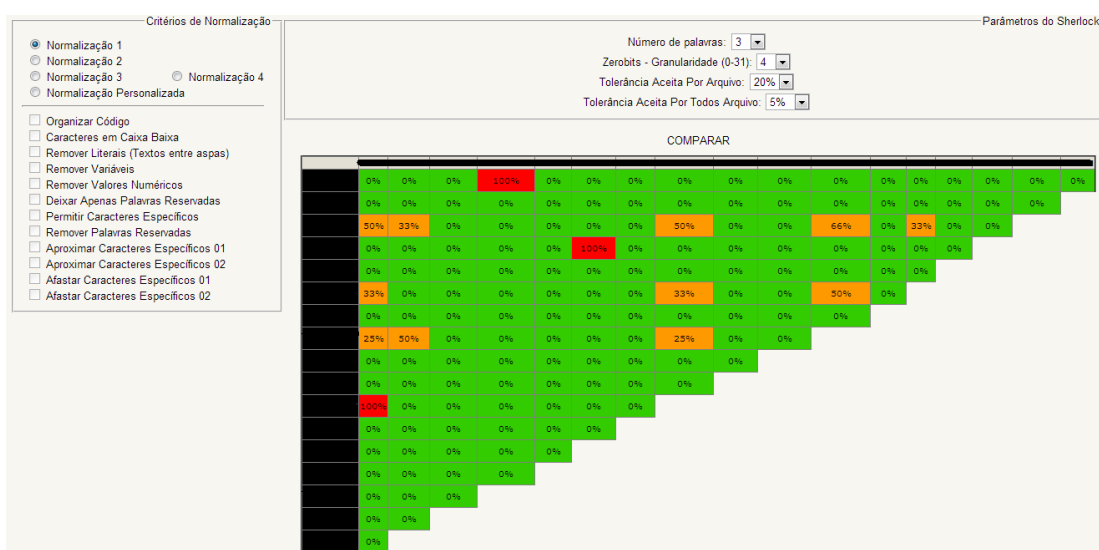 Critérios de Normalização
Normalização 1
Normalização 2
Normalização 3 Normalização 4
Normalização Personalizada
Organizar Código
Caracteres em Caixa Baixa
Remover Literais (Textos entre aspas)
Remover Variáveis
Remover Valores Numéricos
Deixar Apenas Palavras Reservadas
Permitir Caracteres Específicos
Remover Palavras Reservadas
Aproximar Caracteres Específicos 01
Aproximar Caracteres Específicos 02
Afastar Caracteres Específicos 01
Afastar Caracteres Específicos 02
Parâmetros do Sherlock
Número de palavras: 3
Zerobits - Granularidade (0-31): 4
Tolerância Aceita Por Arquivo: 20%
Tolerância Aceita Por Todos Arquivo: 5%
COMPARAR
0% 0% 0% 100% 0% 0% 0% 0% 0% 0% 0% 0% 0% 0% 0% 0% 0%
0% 0% 0% 0% 0% 0% 0% 0% 0% 0% 0% 0% 0% 0% 0% 0%
50% 33% 0% 0% 0% 0% 0% 50% 0% 0% 66% 0% 33% 0% 0%
0% 0% 0% 0% 0% 100% 0% 0% 0% 0% 0% 0% 0% 0%
0% 0% 0% 0% 0% 0% 0% 0% 0% 0% 0% 0% 0%
33% 0% 0% 0% 0% 0% 0% 33% 0% 0% 50% 0%
0% 0% 0% 0% 0% 0% 0% 0% 0% 0% 0%
25% 50% 0% 0% 0% 0% 0% 25% 0% 0%
0% 0% 0% 0% 0% 0% 0% 0% 0%
0% 0% 0% 0% 0% 0% 0% 0%
100% 0% 0% 0% 0% 0% 0%
0% 0% 0% 0% 0% 0%
0% 0% 0% 0% 0%
0% 0% 0% 0%
0% 0% 0%
0% 0%
0%